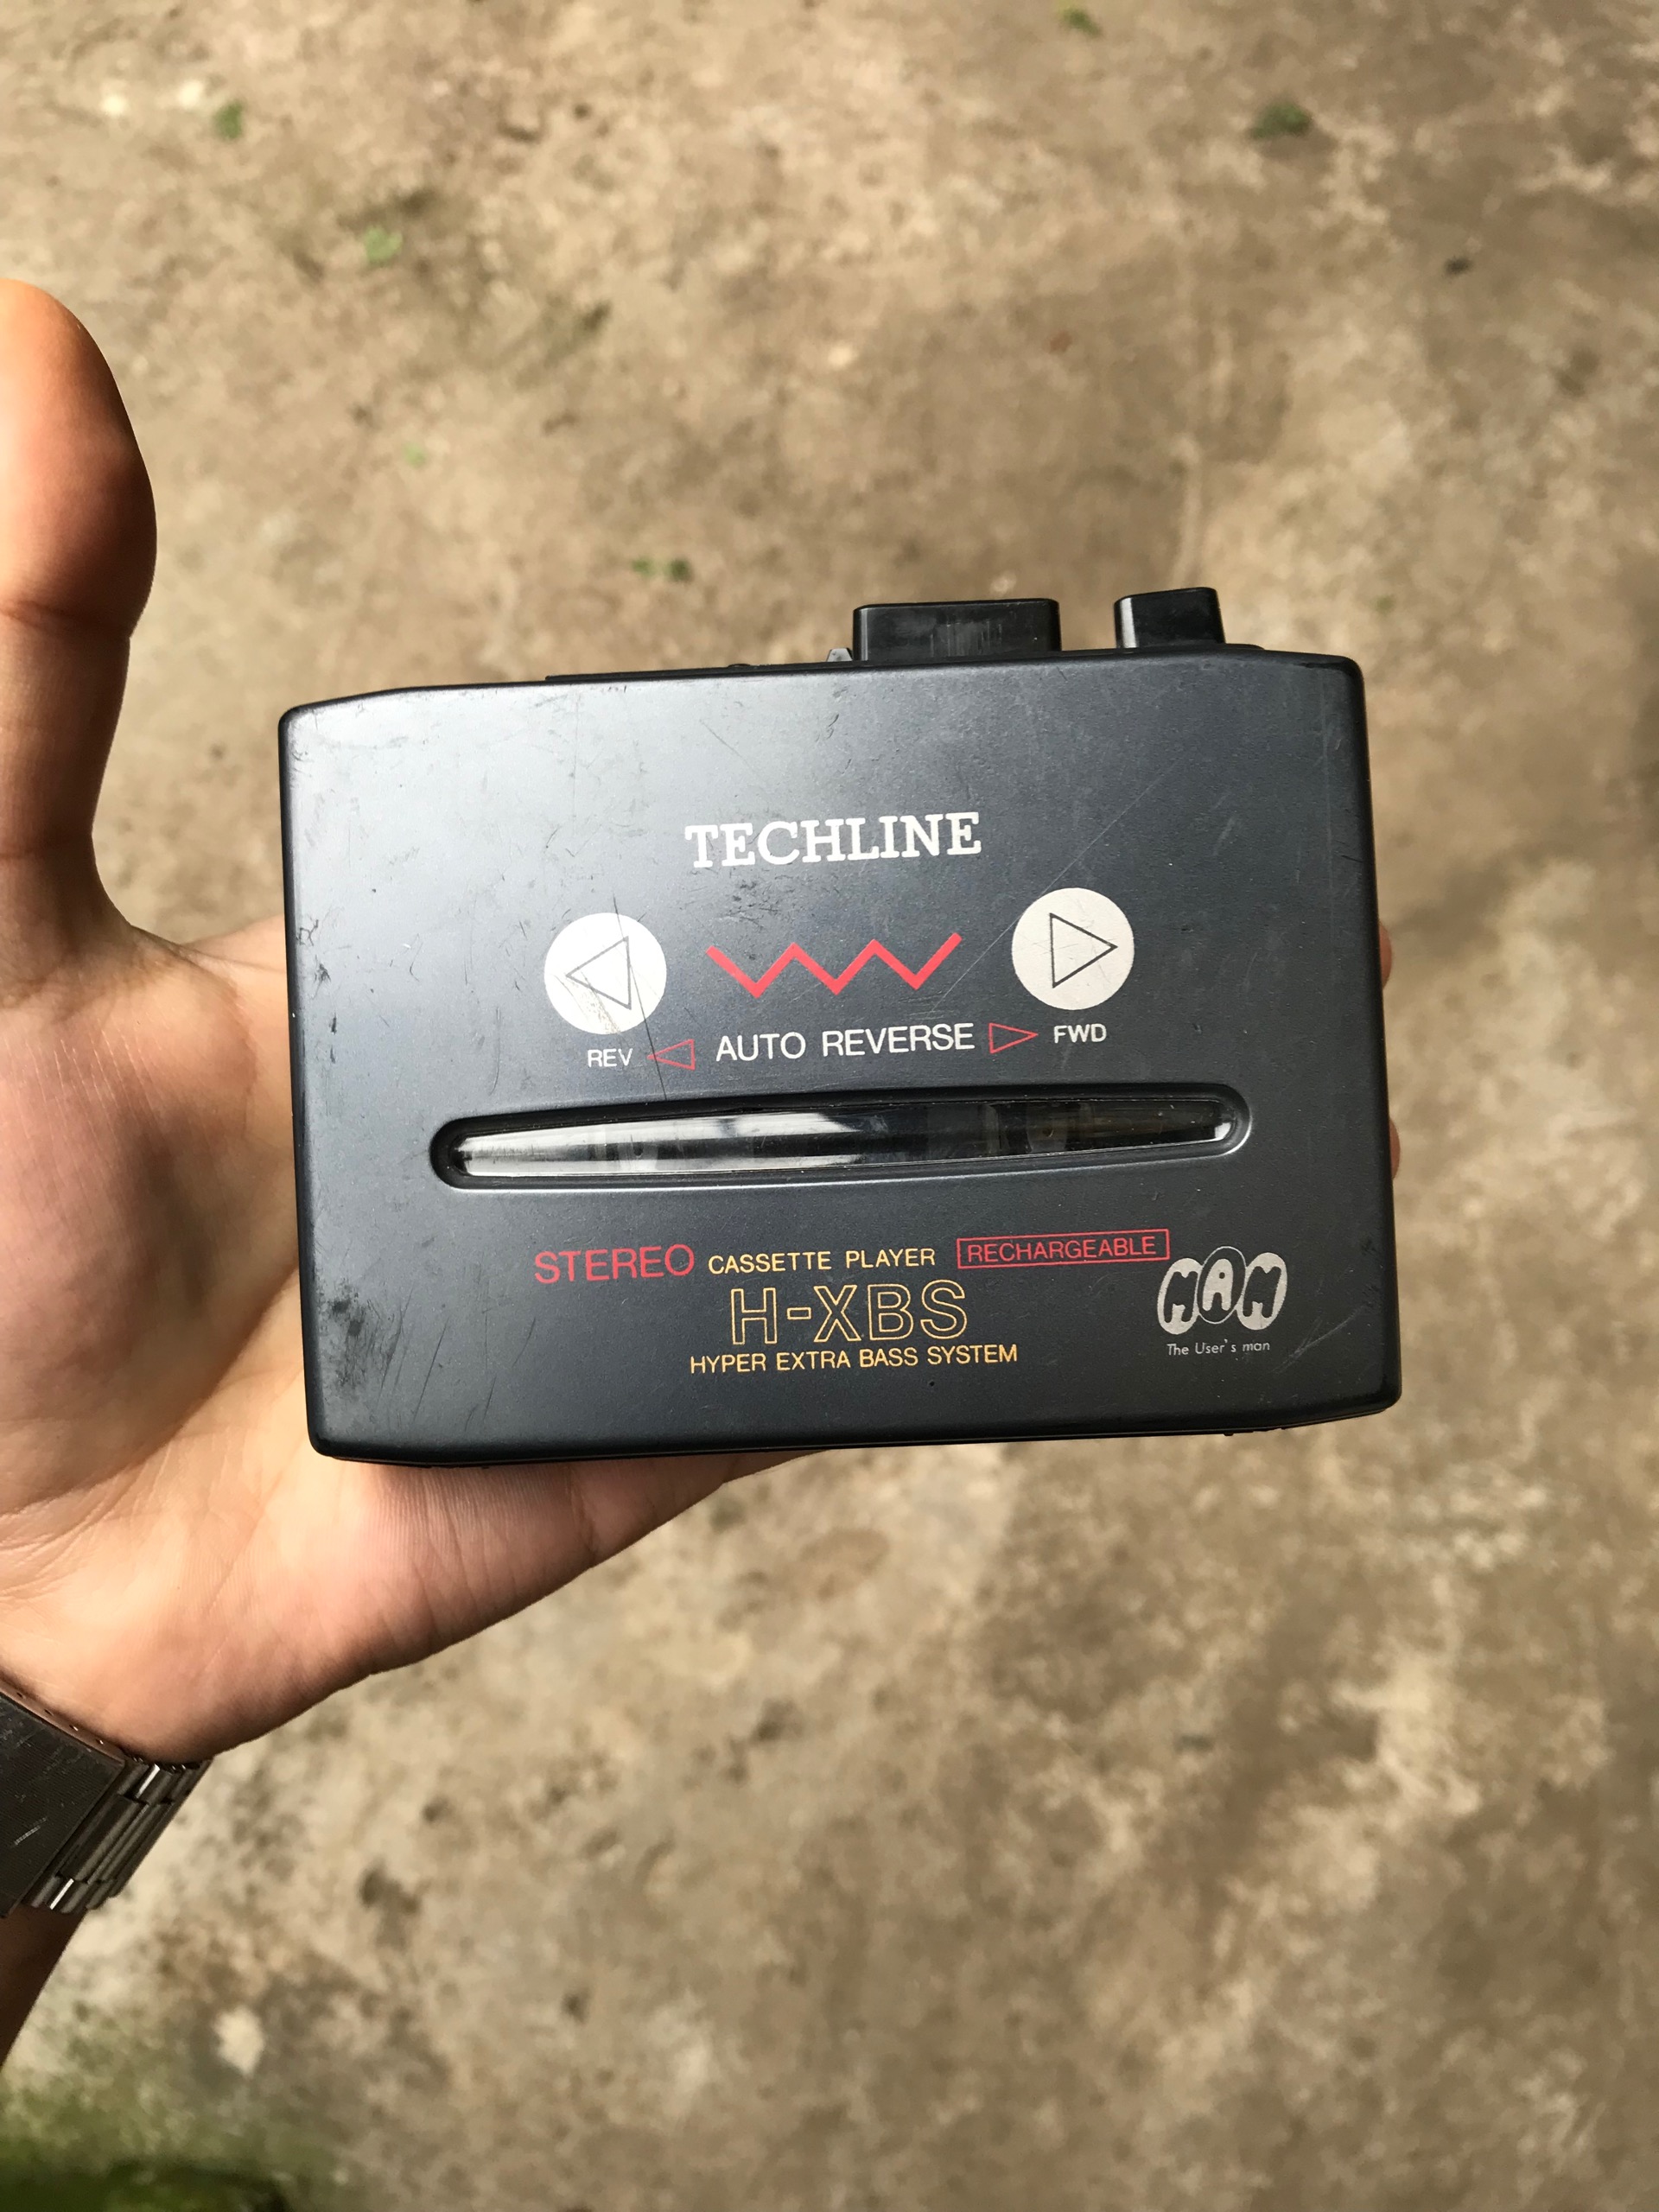 TECHLINE
REV AUTO REVERSE FWD
STEREO CASSETTE PLAYER RECHARGEABLE
H-XBS
HYPER EXTRA BASS SYSTEM
MAM
The User's man